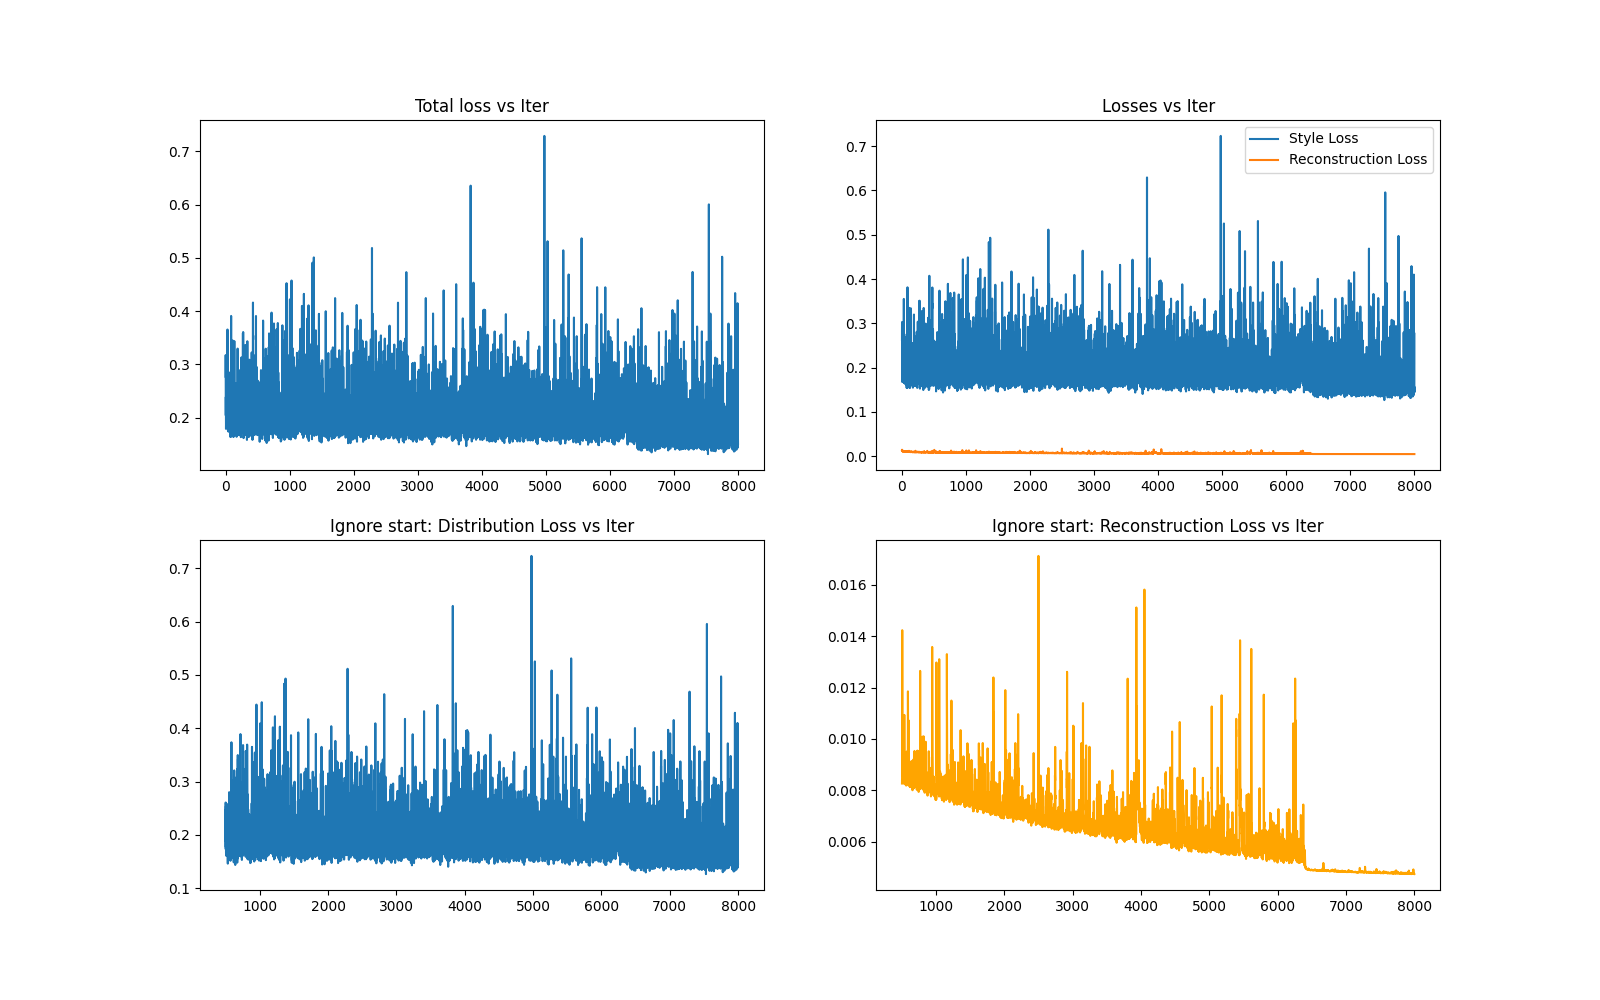 Total loss vs Iter
0.7
0.6
0.5
0.4
0.3
0.2
0 1000 2000 3000 4000 5000 6000 7000 8000
Losses vs Iter
Style Loss
Reconstruction Loss
0.7
0.6
0.5
0.4
0.3
0.2
0.1
0.0
0 1000 2000 3000 4000 5000 6000 7000 8000
Ignore start: Distribution Loss vs Iter
0.7
0.6
0.5
0.4
0.3
0.2
0.1
1000 2000 3000 4000 5000 6000 7000 8000
Ignore start: Reconstruction Loss vs Iter
0.016
0.014
0.012
0.010
0.008
0.006
1000 2000 3000 4000 5000 6000 7000 8000